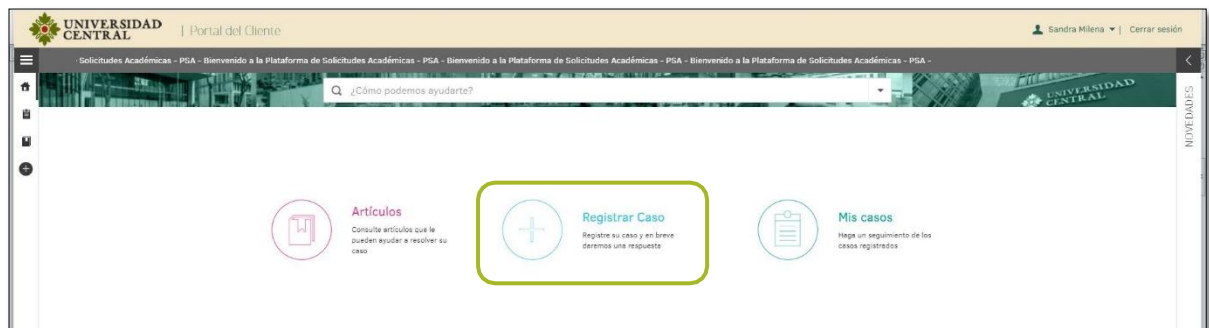 UNIVERSIDAD
CENTRAL
| Portal del Cliente
Sandra Milena ▾ | Cerrar sesión
· Solicitudes Académicas - PSA - Bienvenido a la Plataforma de Solicitudes Académicas - PSA - Bienvenido a la Plataforma de Solicitudes Académicas - PSA - Bienvenido a la Plataforma de Solicitudes Académicas - PSA -
¿Cómo podemos ayudarte?
UNIVERSIDAD
CENTRAL
NOVEDADES
Artículos
Consulte artículos que le
pueden ayudar a resolver su
caso
Registrar Caso
Registre su caso y en breve
daremos una respuesta
Mis casos
Haga un seguimiento de los
casos registrados